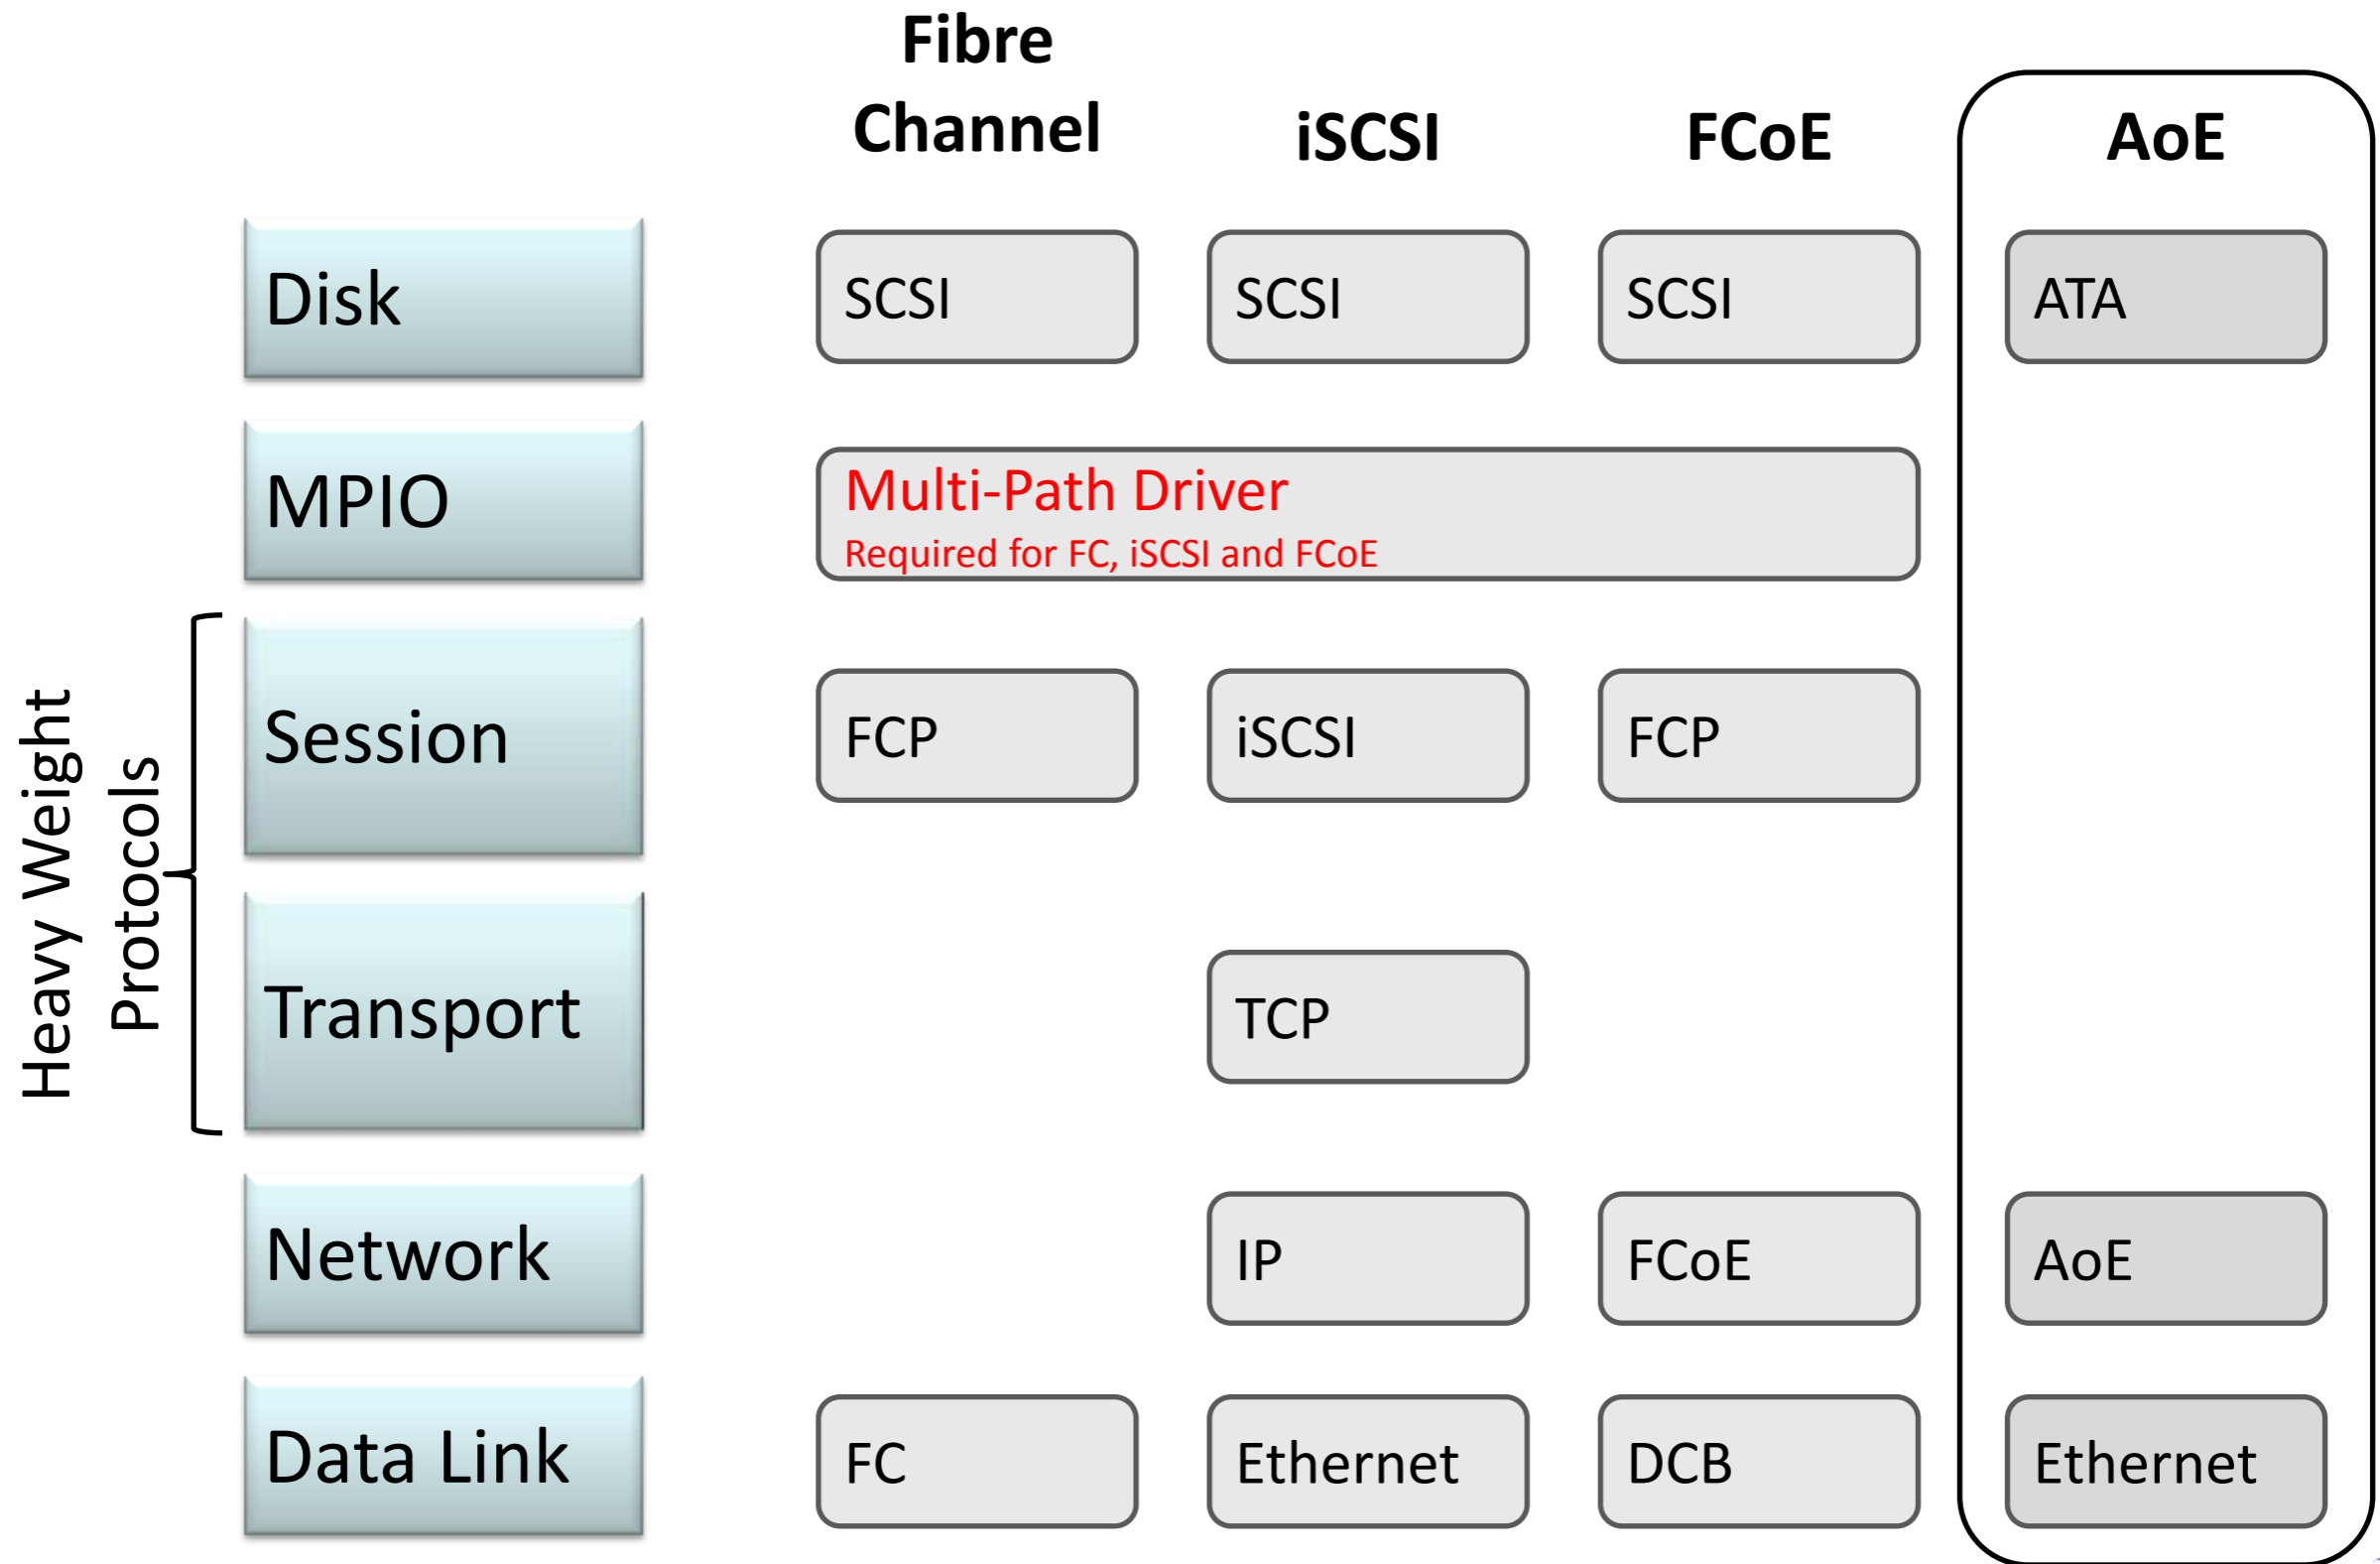 Fibre
Channel
iSCSI
FCoE
AoE
Disk
SCSI
SCSI
SCSI
ATA
MPIO
Multi-Path Driver
Required for FC, iSCSI and FCoE
Heavy Weight
Protocols
Session
FCP
iSCSI
FCP
Transport
TCP
Network
IP
FCoE
AoE
Data Link
FC
Ethernet
DCB
Ethernet